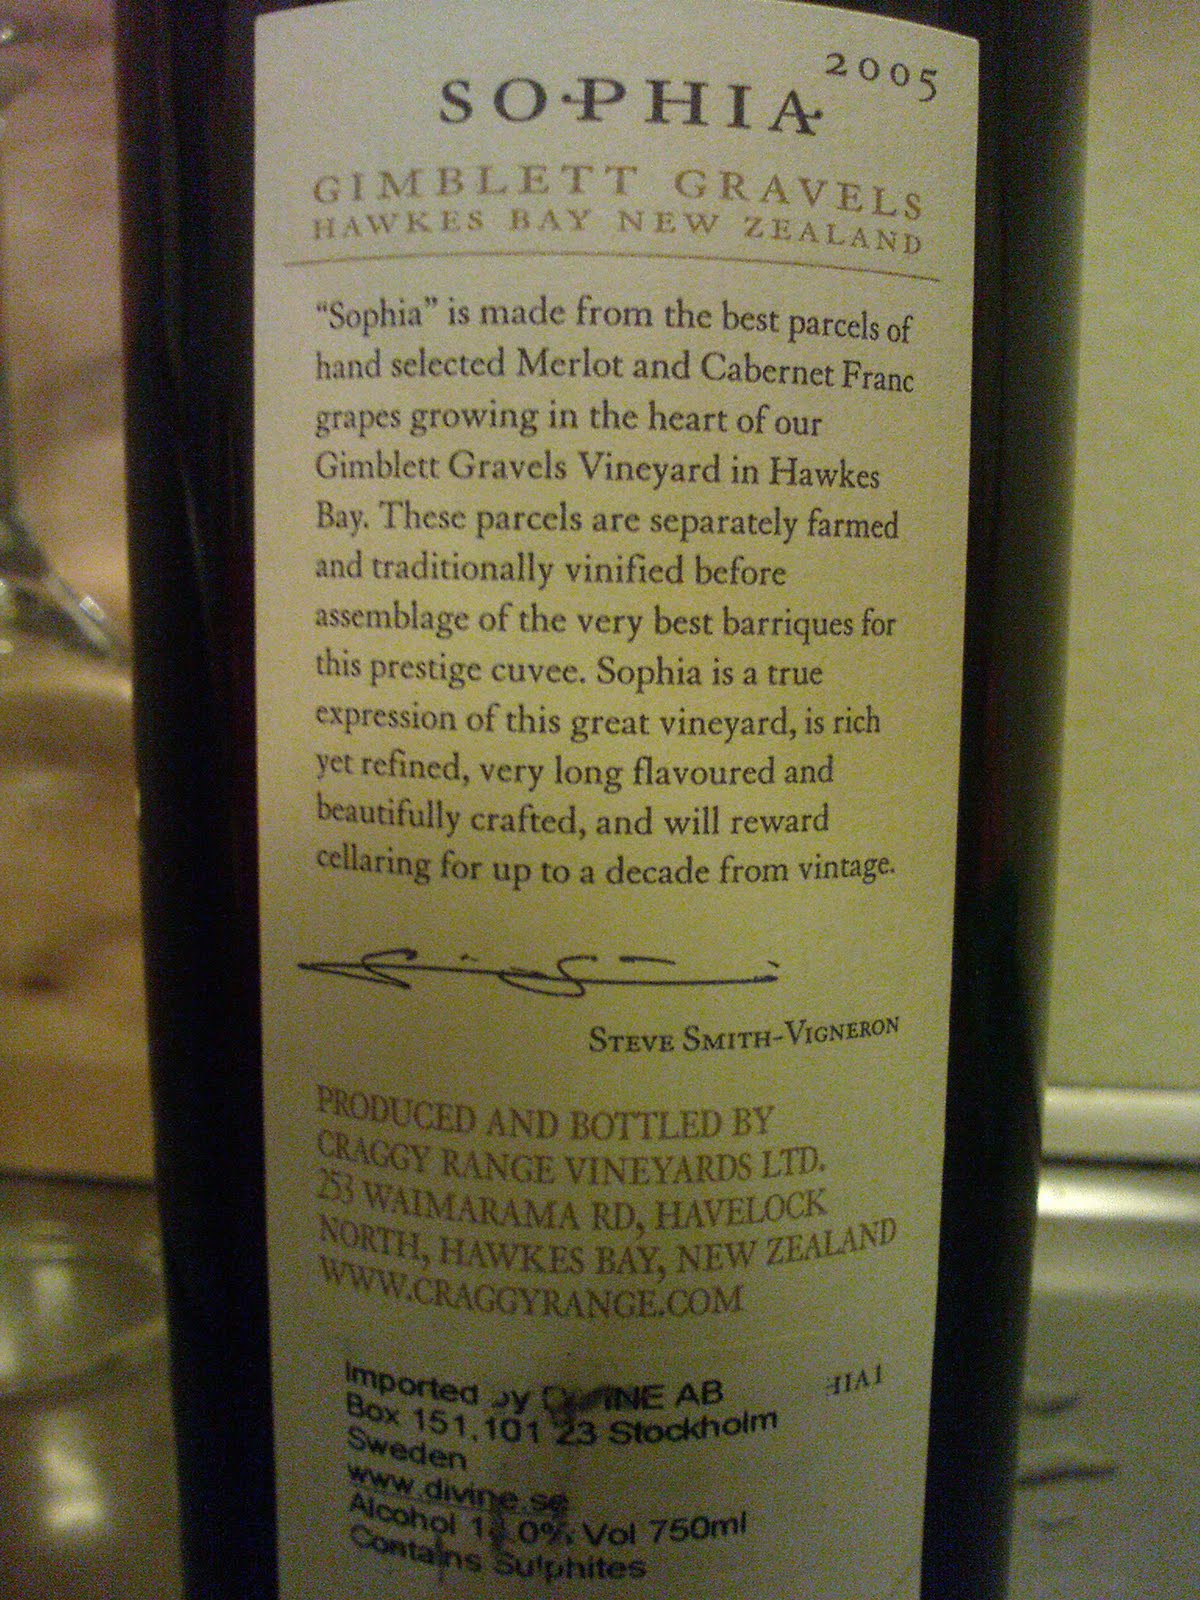 2005
SOPHIA
GIMBLETT GRAVELS
HAWKES BAY NEW ZEALAND
“Sophia” is made from the best parcels of
hand selected Merlot and Cabernet Franc
grapes growing in the heart of our
Gimblett Gravels Vineyard in Hawkes
Bay. These parcels are separately farmed
and traditionally vinified before
assemblage of the very best barriques for
this prestige cuvee. Sophia is a true
expression of this great vineyard, is rich
yet refined, very long flavoured and
beautifully crafted, and will reward
cellaring for up to a decade from vintage.
STEVE SMITH-VIGNERON
PRODUCED AND BOTTLED BY
CRAGGY RANGE VINEYARDS LTD.
253 WAIMARAMA RD, HAVELOCK
NORTH, HAWKES BAY, NEW ZEALAND
WWW.CRAGGYRANGE.COM
Imported by AB
Box 151, 101 23 Stockholm
Sweden
www.divine.se
Alcohol Vol 750ml
Contains Sulphites